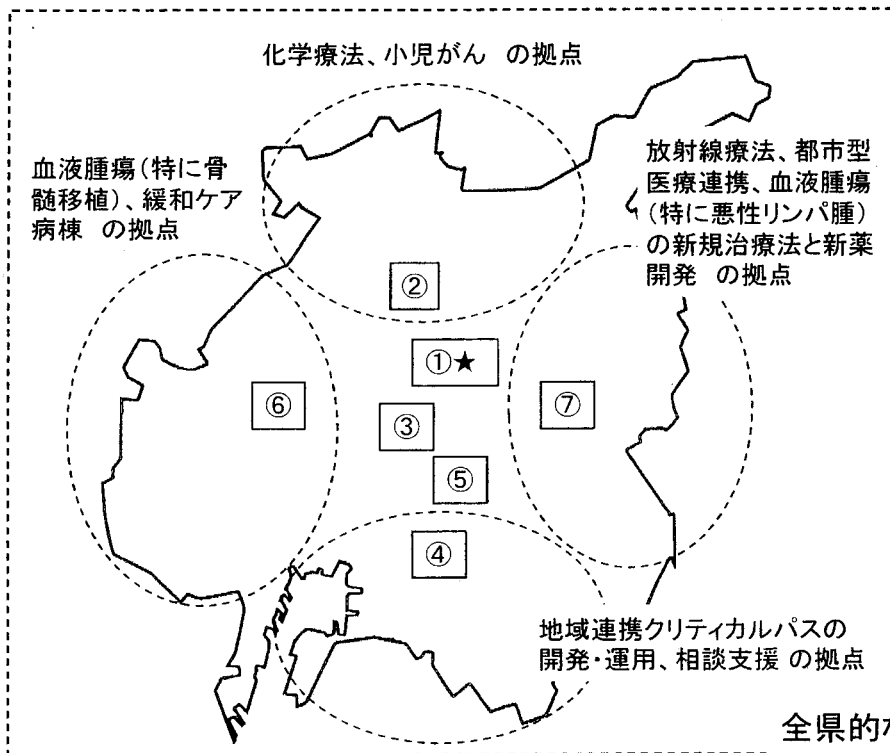 化学療法、小児がん の拠点
血液腫瘍(特に骨
髄移植)、緩和ケア
病棟 の拠点
放射線療法、都市型
医療連携、血液腫瘍
(特に悪性リンパ腫)
の新規治療法と新薬
開発 の拠点
②
①★
⑥
③
⑦
⑤
④
地域連携クリティカルパスの
開発・運用、相談支援 の拠点
全県的な